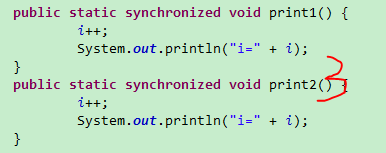 public static synchronized void print1() {
i++;
System.out.println("i=" + i);
}
public static synchronized void print2() {
i++;
System.out.println("i=" + i);
}